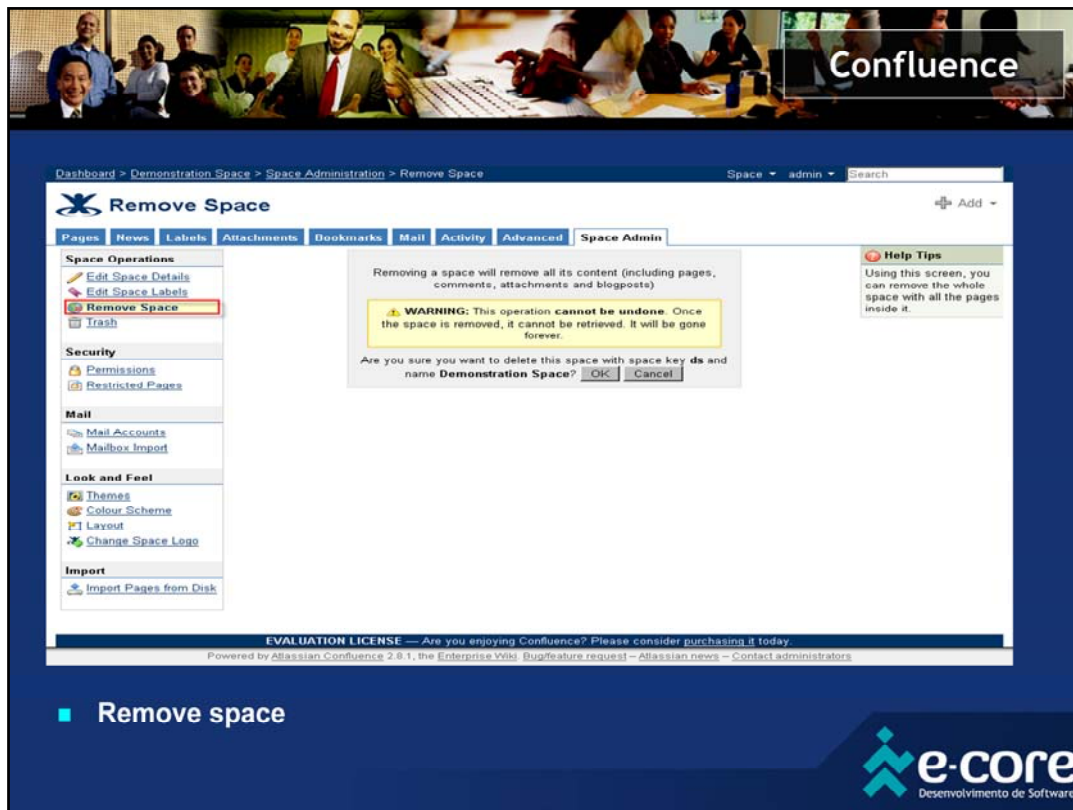 Confluence
Dashboard > Demonstration Space > Space Administration > Remove Space
Space admin Search
Remove Space
Add
Pages News Labels Attachments Bookmarks Mail Activity Advanced Space Admin
Space Operations
Edit Space Details
Edit Space Labels
Remove Space
Trash
Security
Permissions
Restricted Pages
Mail
Mail Accounts
Mailbox Import
Look and Feel
Themes
Colour Scheme
Layout
Change Space Logo
Import
Import Pages from Disk
Removing a space will remove all its content (including pages,
comments, attachments and blogposts)
WARNING: This operation cannot be undone. Once
the space is removed, it cannot be retrieved. It will be gone
forever.
Are you sure you want to delete this space with space key ds and
name Demonstration Space? OK Cancel
Help Tips
Using this screen, you
can remove the whole
space with all the pages
inside it.
EVALUATION LICENSE — Are you enjoying Confluence? Please consider purchasing it today.
Powered by Atlassian Confluence 2.8.1, the Enterprise Wiki. Bug/feature request – Atlassian news – Contact administrators
Remove space
e-core
Desenvolvimento de Software